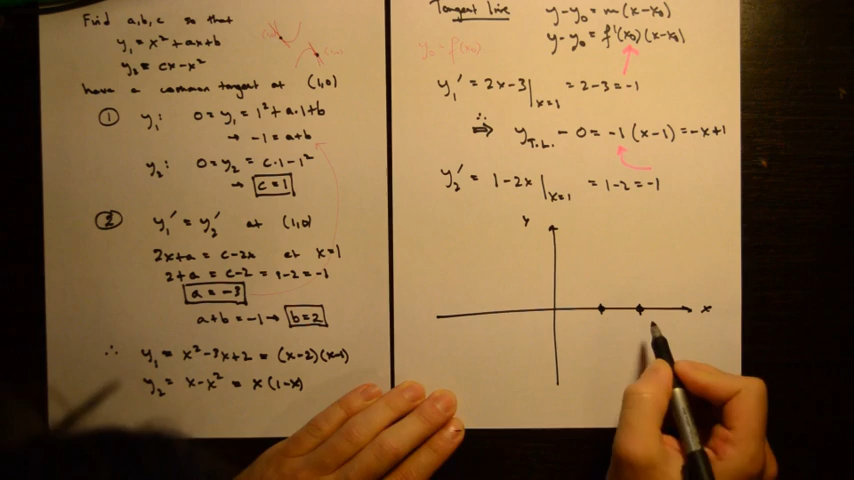 Find a,b,c so that
y₁ = x² + ax + b
y₂ = cx - x²
have a common tangent at (1,0)
① y₁: 0 = y₁ = 1² + a·1 + b
→ -1 = a+b
y₂: 0 = y₂ = c·1 - 1²
→ c = 1
② y₁' = y₂' at (1,0)
2x+a = c-2x at x=1
2+a = c-2 = 1-2 = -1
a = -3
a+b = -1 → b=2
∴ y₁ = x² - 3x + 2 = (x-2)(x-1)
y₂ = x - x² = x(1-x)
Tangent line y-y₀ = m(x-x₀)
y-y₀ = f'(x₀)(x-x₀)
y₀ = f(x₀)
y₁' = 2x-3|ₓ₌₁ = 2-3 = -1
∴ ⇒ y_T.L. - 0 = -1(x-1) = -x+1
y₂' = 1-2x|ₓ₌₁ = 1-2 = -1
y
x